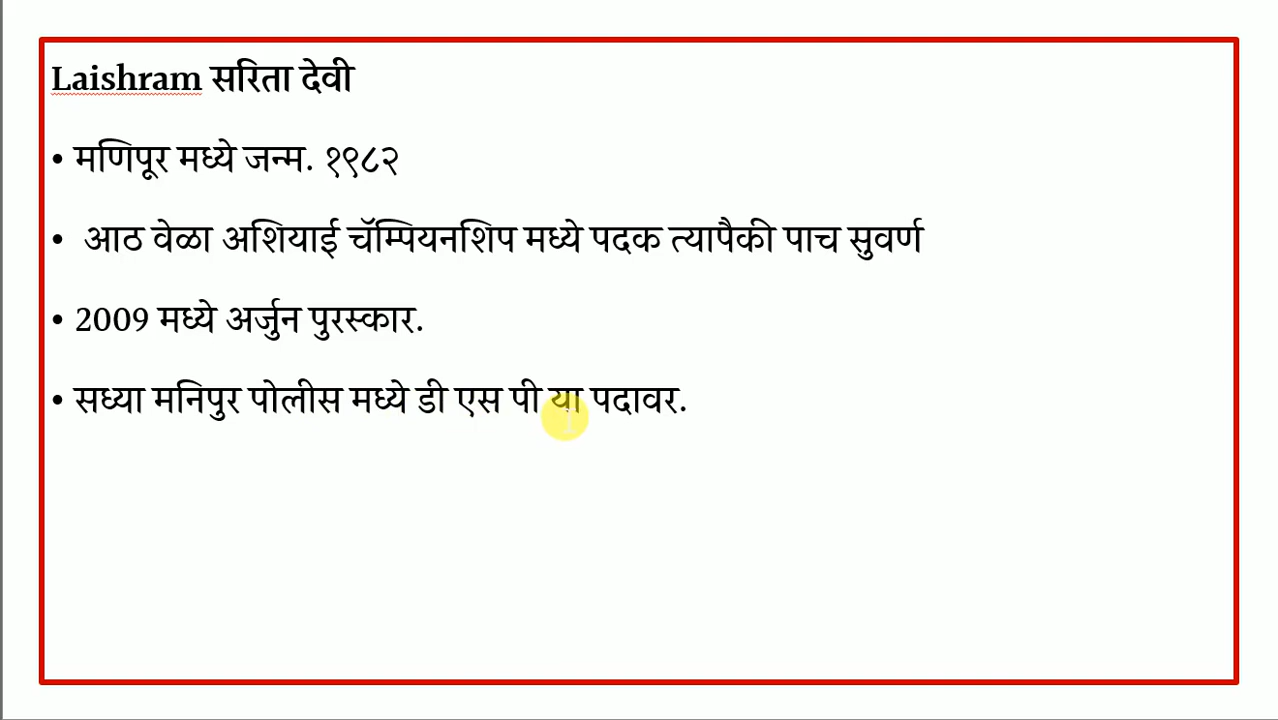 Laishram सरिता देवी
• मणिपूर मध्ये जन्म. १९८२
• आठ वेळा अशियाई चॅम्पियनशिप मध्ये पदक त्यापैकी पाच सुवर्ण
• 2009 मध्ये अर्जुन पुरस्कार.
• सध्या मनिपुर पोलीस मध्ये डी एस पी या पदावर.